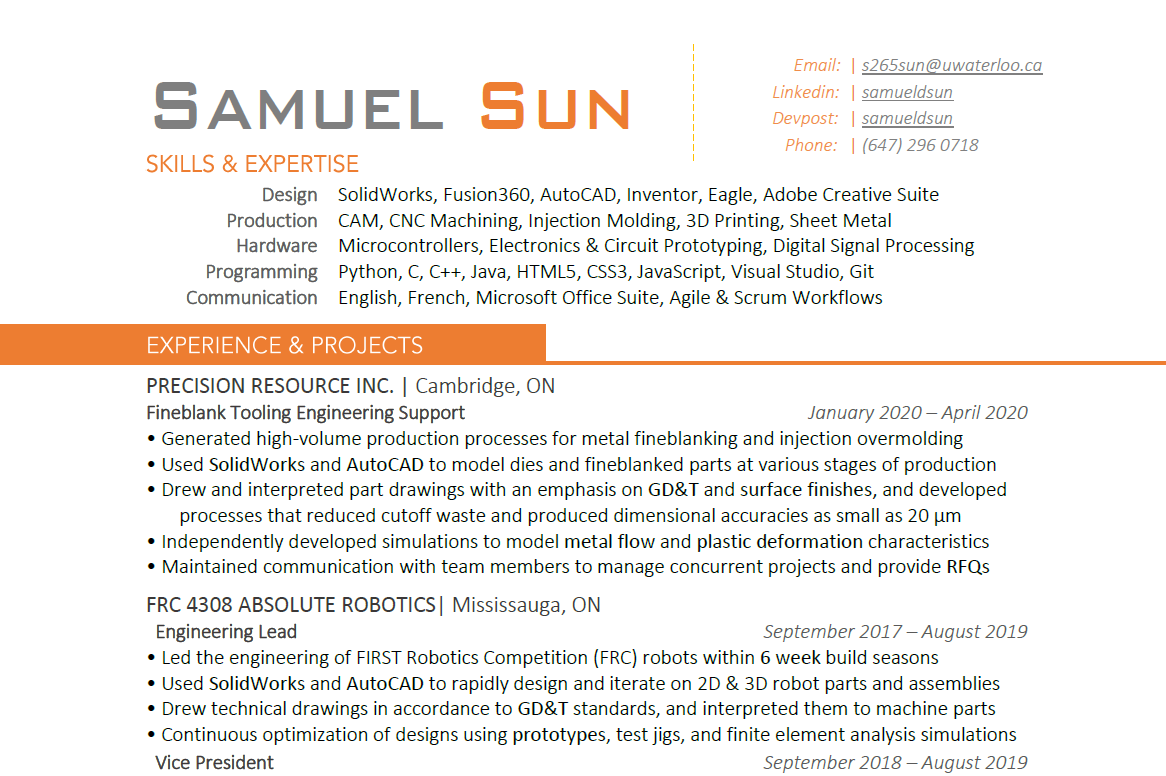 SAMUEL SUN
Email: | s265sun@uwaterloo.ca
Linkedin: | samueldsun
Devpost: | samueldsun
Phone: | (647) 296 0718
SKILLS & EXPERTISE
Design SolidWorks, Fusion360, AutoCAD, Inventor, Eagle, Adobe Creative Suite
Production CAM, CNC Machining, Injection Molding, 3D Printing, Sheet Metal
Hardware Microcontrollers, Electronics & Circuit Prototyping, Digital Signal Processing
Programming Python, C, C++, Java, HTML5, CSS3, JavaScript, Visual Studio, Git
Communication English, French, Microsoft Office Suite, Agile & Scrum Workflows
EXPERIENCE & PROJECTS
PRECISION RESOURCE INC. | Cambridge, ON
Fineblank Tooling Engineering Support January 2020 – April 2020
• Generated high-volume production processes for metal fineblanking and injection overmolding
• Used SolidWorks and AutoCAD to model dies and fineblanked parts at various stages of production
• Drew and interpreted part drawings with an emphasis on GD&T and surface finishes, and developed
processes that reduced cutoff waste and produced dimensional accuracies as small as 20 µm
• Independently developed simulations to model metal flow and plastic deformation characteristics
• Maintained communication with team members to manage concurrent projects and provide RFQs
FRC 4308 ABSOLUTE ROBOTICS| Mississauga, ON
Engineering Lead September 2017 – August 2019
• Led the engineering of FIRST Robotics Competition (FRC) robots within 6 week build seasons
• Used SolidWorks and AutoCAD to rapidly design and iterate on 2D & 3D robot parts and assemblies
• Drew technical drawings in accordance to GD&T standards, and interpreted them to machine parts
• Continuous optimization of designs using prototypes, test jigs, and finite element analysis simulations
Vice President September 2018 – August 2019